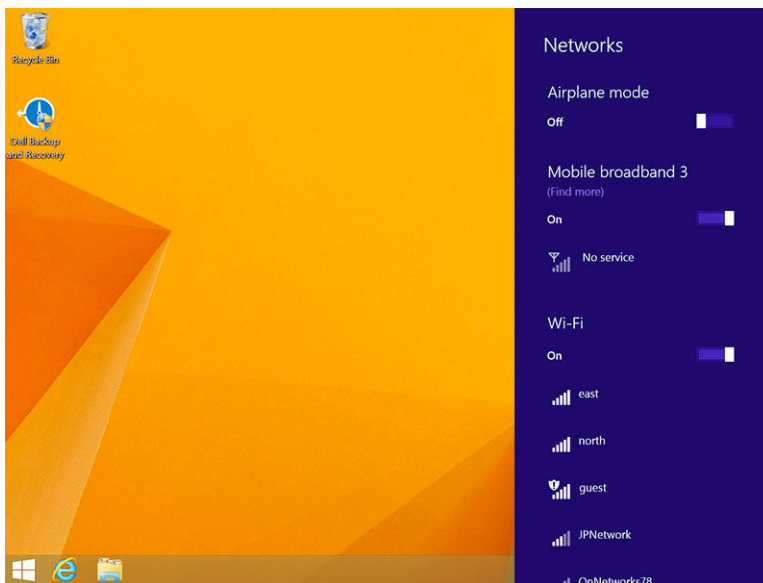 Recycle Bin
Dell Backup
and Recovery
Networks
Airplane mode
Off
Mobile broadband 3
(Find more)
On
No service
Wi-Fi
On
east
north
guest
JPNetwork
OnNetworks78